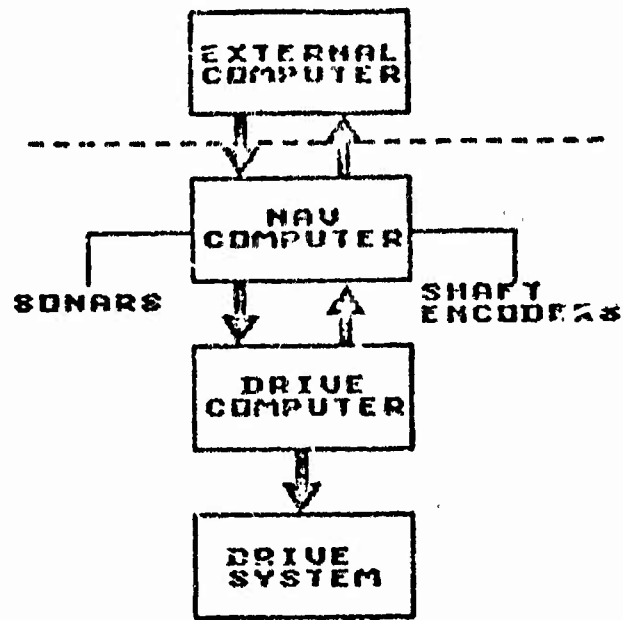 EXTERNAL
COMPUTER
NAV
COMPUTER
SONARS
SHAFT
ENCODERS
DRIVE
COMPUTER
DRIVE
SYSTEM